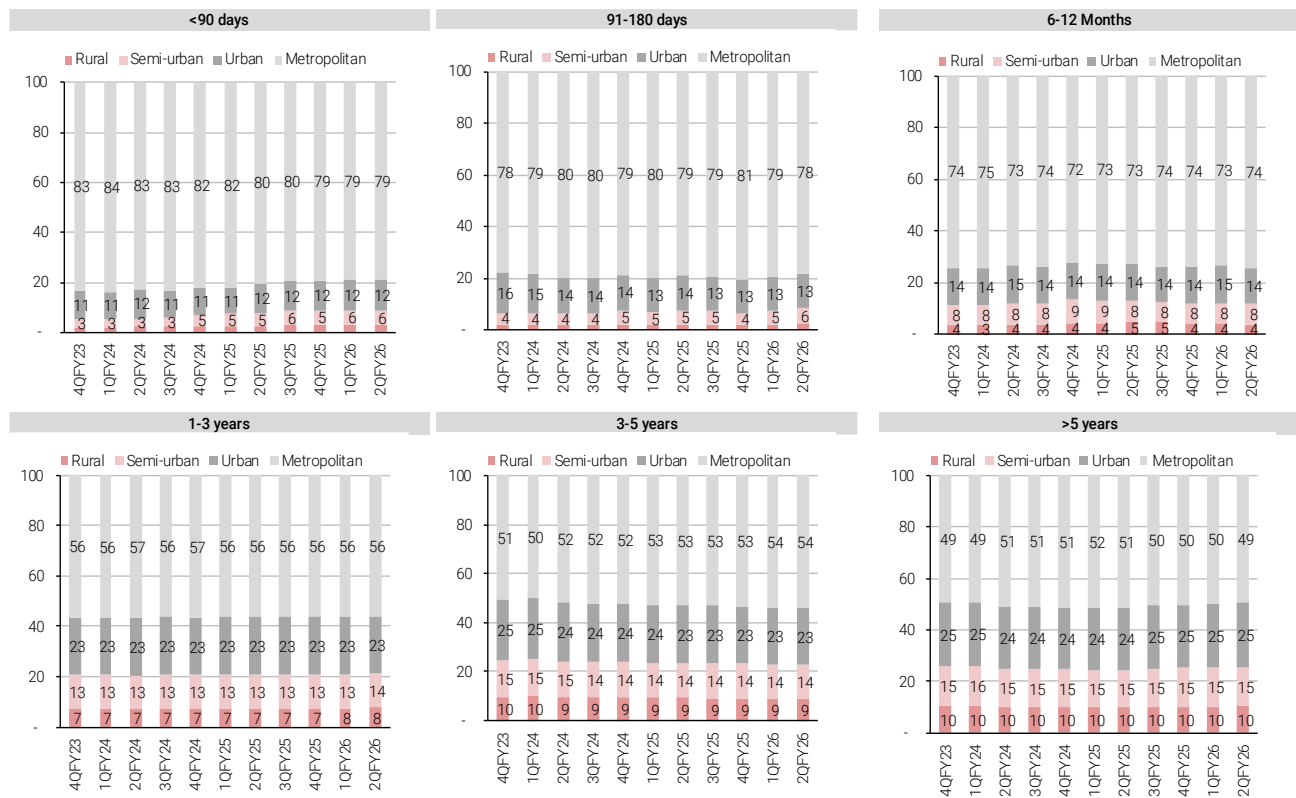 <90 days
91-180 days
6-12 Months
Rural Semi-urban Urban Metropolitan
100
80
60
40
20
-
83 84 83 83 82 82 80 80 79 79 79
11 11 12 11 11 11 12 12 12 12 12
3 3 3 3 5 5 5 6 5 6 6
4QFY23 1QFY24 2QFY24 3QFY24 4QFY24 1QFY25 2QFY25 3QFY25 4QFY25 1QFY26 2QFY26
Rural Semi-urban Urban Metropolitan
100
80
60
40
20
-
78 79 80 80 79 80 79 79 81 79 78
16 15 14 14 14 13 14 13 13 13 13
4 4 4 4 5 5 5 5 4 5 6
4QFY23 1QFY24 2QFY24 3QFY24 4QFY24 1QFY25 2QFY25 3QFY25 4QFY25 1QFY26 2QFY26
Rural Semi-urban Urban Metropolitan
100
80
60
40
20
-
74 75 73 74 72 73 73 74 74 73 74
14 14 15 14 14 14 14 14 14 15 14
8 8 8 8 9 9 8 8 8 8 8
4 3 4 4 4 4 5 5 4 4 4
4QFY23 1QFY24 2QFY24 3QFY24 4QFY24 1QFY25 2QFY25 3QFY25 4QFY25 1QFY26 2QFY26
1-3 years
3-5 years
>5 years
Rural Semi-urban Urban Metropolitan
100
80
60
40
20
-
56 56 57 56 57 56 56 56 56 56 56
23 23 23 23 23 23 23 23 23 23 23
13 13 13 13 13 13 13 13 13 13 14
7 7 7 7 7 7 7 7 7 8 8
4QFY23 1QFY24 2QFY24 3QFY24 4QFY24 1QFY25 2QFY25 3QFY25 4QFY25 1QFY26 2QFY26
Rural Semi-urban Urban Metropolitan
100
80
60
40
20
-
51 50 52 52 52 53 53 53 53 54 54
25 25 24 24 24 24 23 23 23 23 23
15 15 15 14 14 14 14 14 14 14 14
10 10 9 9 9 9 9 9 9 9 9
4QFY23 1QFY24 2QFY24 3QFY24 4QFY24 1QFY25 2QFY25 3QFY25 4QFY25 1QFY26 2QFY26
Rural Semi-urban Urban Metropolitan
100
80
60
40
20
-
49 49 51 51 51 52 51 50 50 50 49
25 25 24 24 24 24 24 25 25 25 25
15 16 15 15 15 15 15 15 15 15 15
10 10 10 10 10 10 10 10 10 10 10
4QFY23 1QFY24 2QFY24 3QFY24 4QFY24 1QFY25 2QFY25 3QFY25 4QFY25 1QFY26 2QFY26